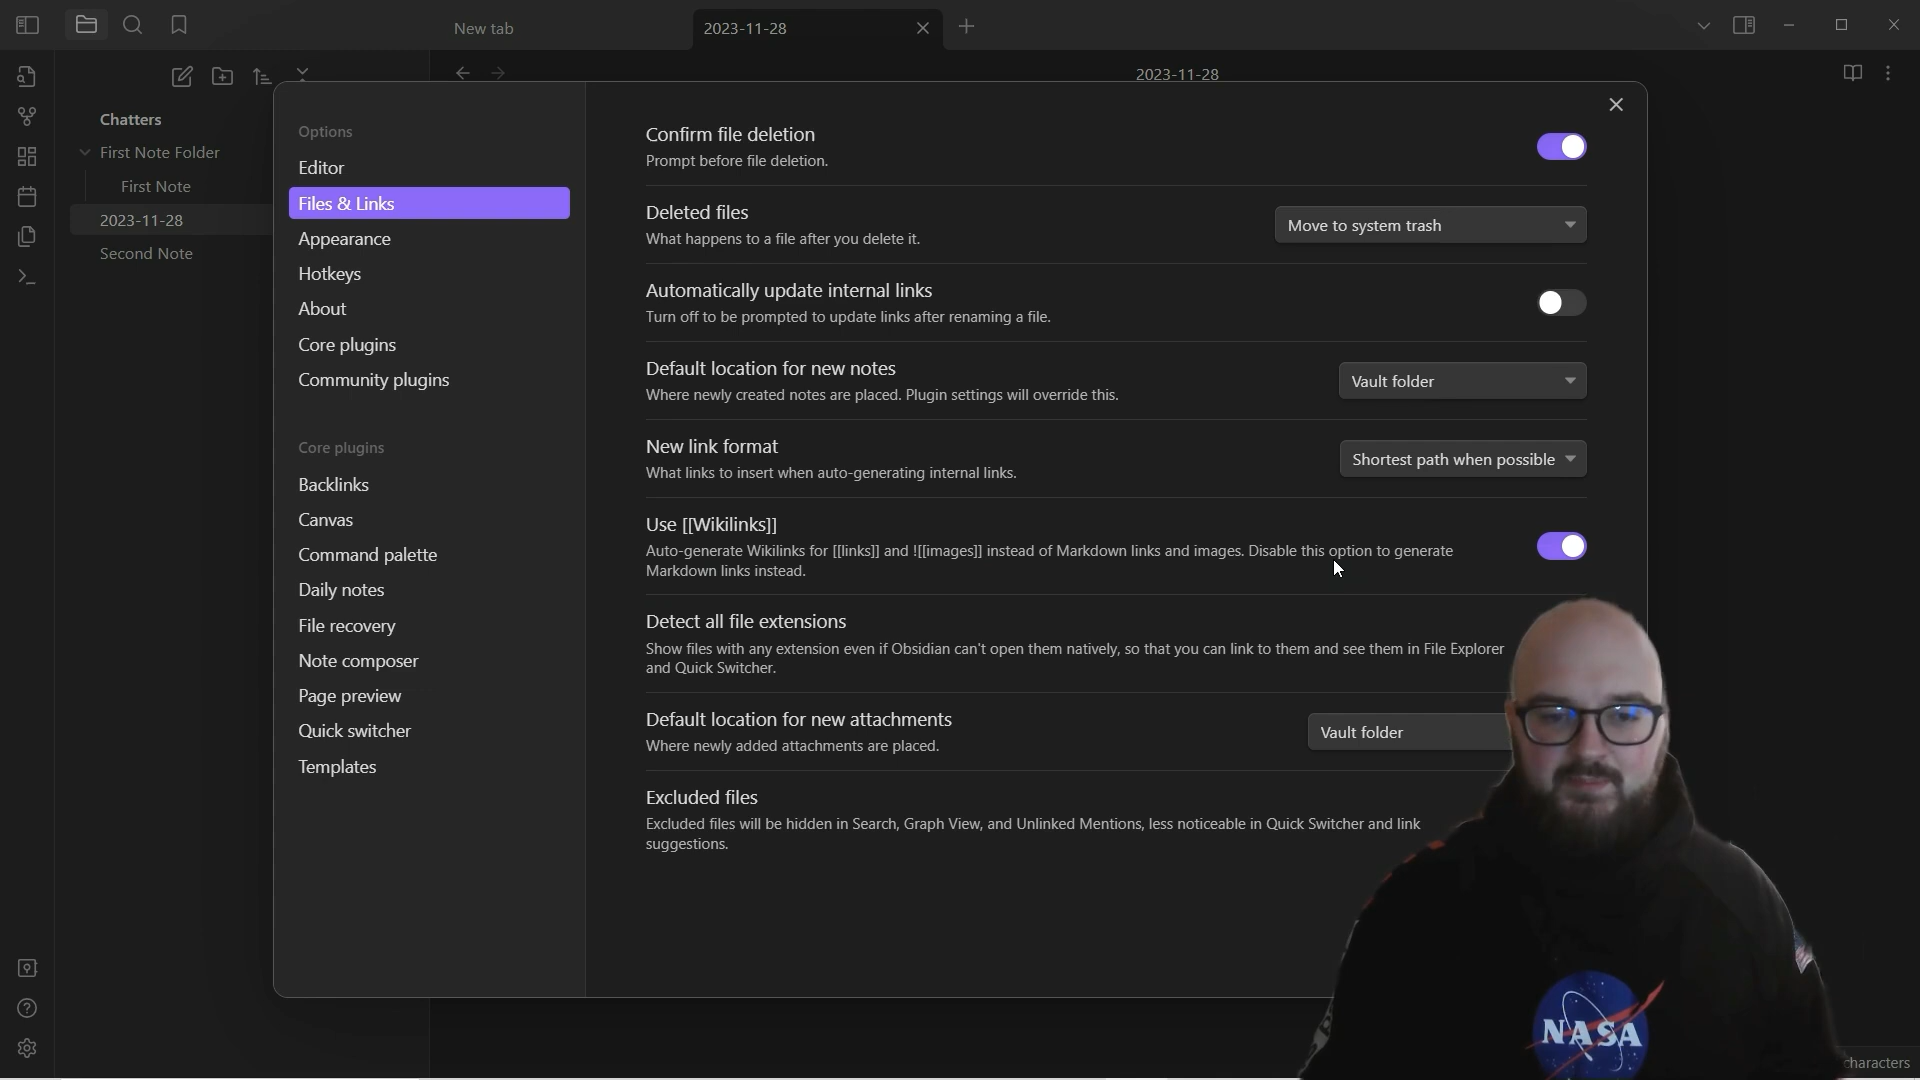 New tab
2023-11-28
2023-11-28
Chatters
First Note Folder
First Note
2023-11-28
Second Note
Options
Editor
Files & Links
Appearance
Hotkeys
About
Core plugins
Community plugins
Core plugins
Backlinks
Canvas
Command palette
Daily notes
File recovery
Note composer
Page preview
Quick switcher
Templates
Confirm file deletion
Prompt before file deletion.
Deleted files
What happens to a file after you delete it.
Move to system trash
Automatically update internal links
Turn off to be prompted to update links after renaming a file.
Default location for new notes
Where newly created notes are placed. Plugin settings will override this.
Vault folder
New link format
What links to insert when auto-generating internal links.
Shortest path when possible
Use [[Wikilinks]]
Auto-generate Wikilinks for [[links]] and ![[images]] instead of Markdown links and images. Disable this option to generate
Markdown links instead.
Detect all file extensions
Show files with any extension even if Obsidian can't open them natively, so that you can link to them and see them in File Explorer
and Quick Switcher.
Default location for new attachments
Where newly added attachments are placed.
Vault folder
Excluded files
Excluded files will be hidden in Search, Graph View, and Unlinked Mentions, less noticeable in Quick Switcher and link
suggestions.
NASA
characters